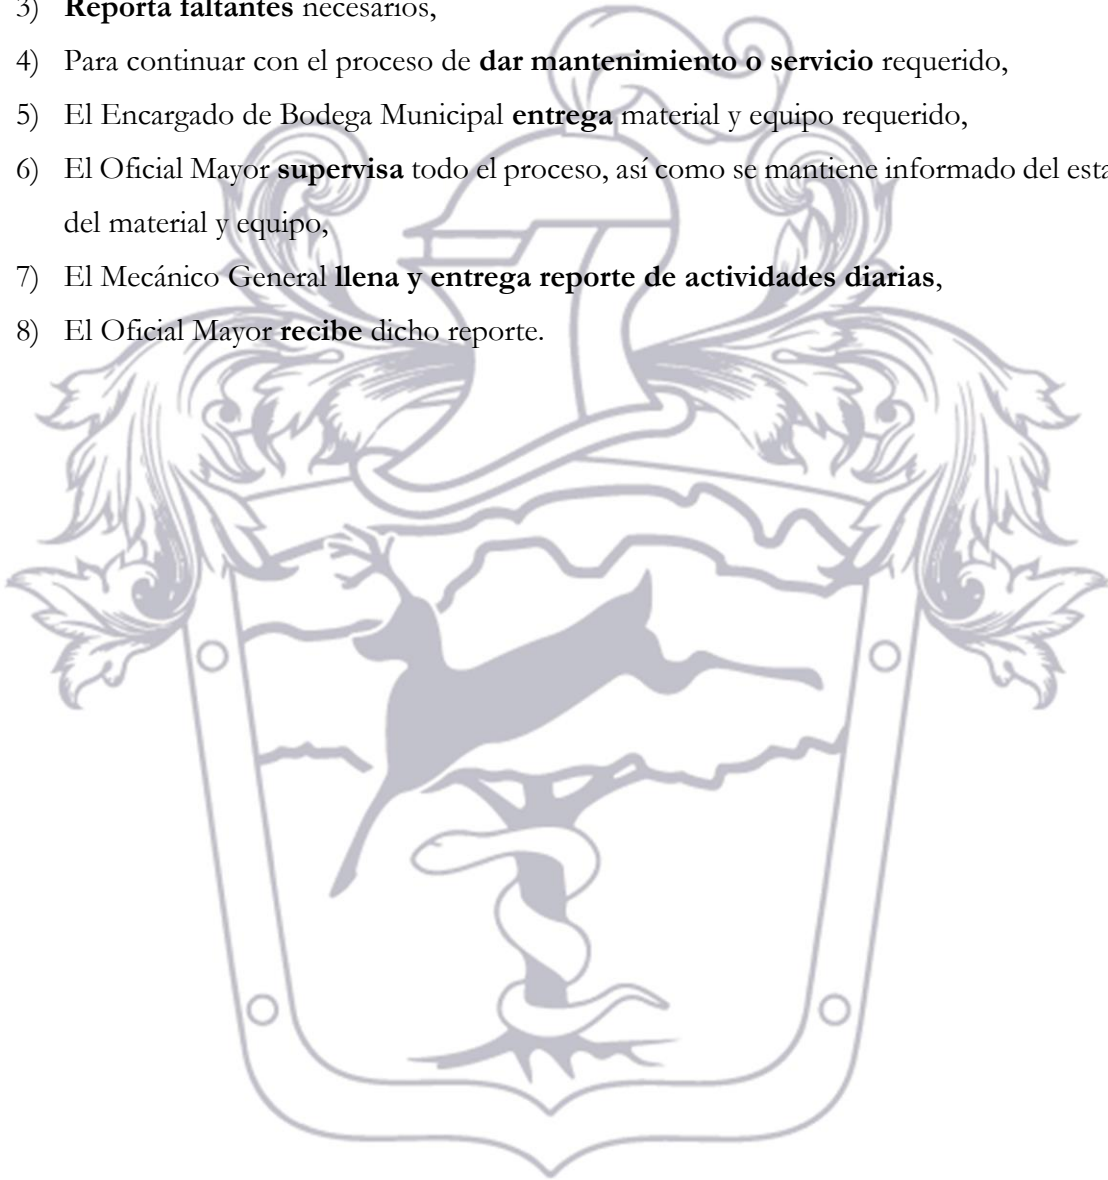 3) Reporta faltantes necesarios,
4) Para continuar con el proceso de dar mantenimiento o servicio requerido,
5) El Encargado de Bodega Municipal entrega material y equipo requerido,
6) El Oficial Mayor supervisa todo el proceso, así como se mantiene informado del esta
del material y equipo,
7) El Mecánico General llena y entrega reporte de actividades diarias,
8) El Oficial Mayor recibe dicho reporte.